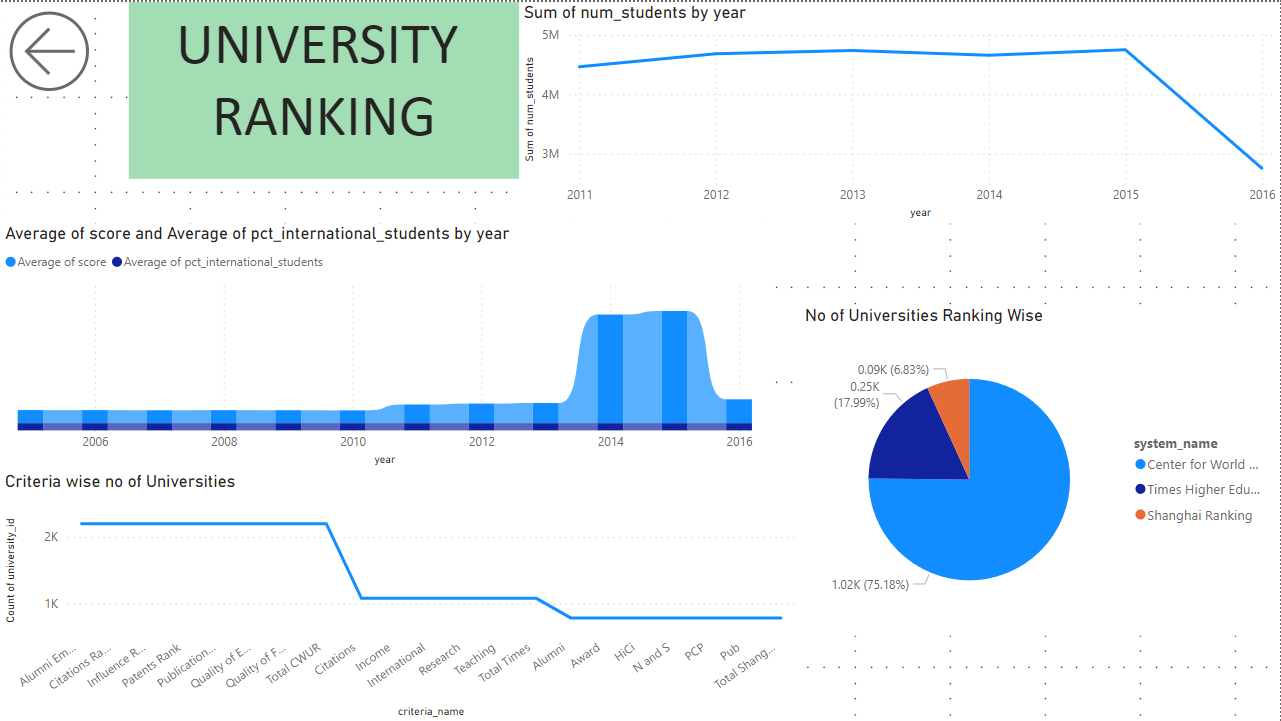 UNIVERSITY
RANKING
Sum of num_students by year
Sum of num_students
5M
4M
3M
2011 2012 2013 2014 2015 2016
year
Average of score and Average of pct_international_students by year
Average of score Average of pct_international_students
2006 2008 2010 2012 2014 2016
year
Criteria wise no of Universities
Count of university_id
2K
1K
Alumni Em...
Citations Ra...
Influence R...
Patents Rank
Publication...
Quality of E...
Quality of F...
Total CWUR
Citations
Income
International
Research
Teaching
Total Times
Alumni
Award
HiCi
N and S
PCP
Pub
Total Shang...
criteria_name
No of Universities Ranking Wise
0.09K (6.83%)
0.25K
(17.99%)
1.02K (75.18%)
system_name
Center for World ...
Times Higher Edu...
Shanghai Ranking